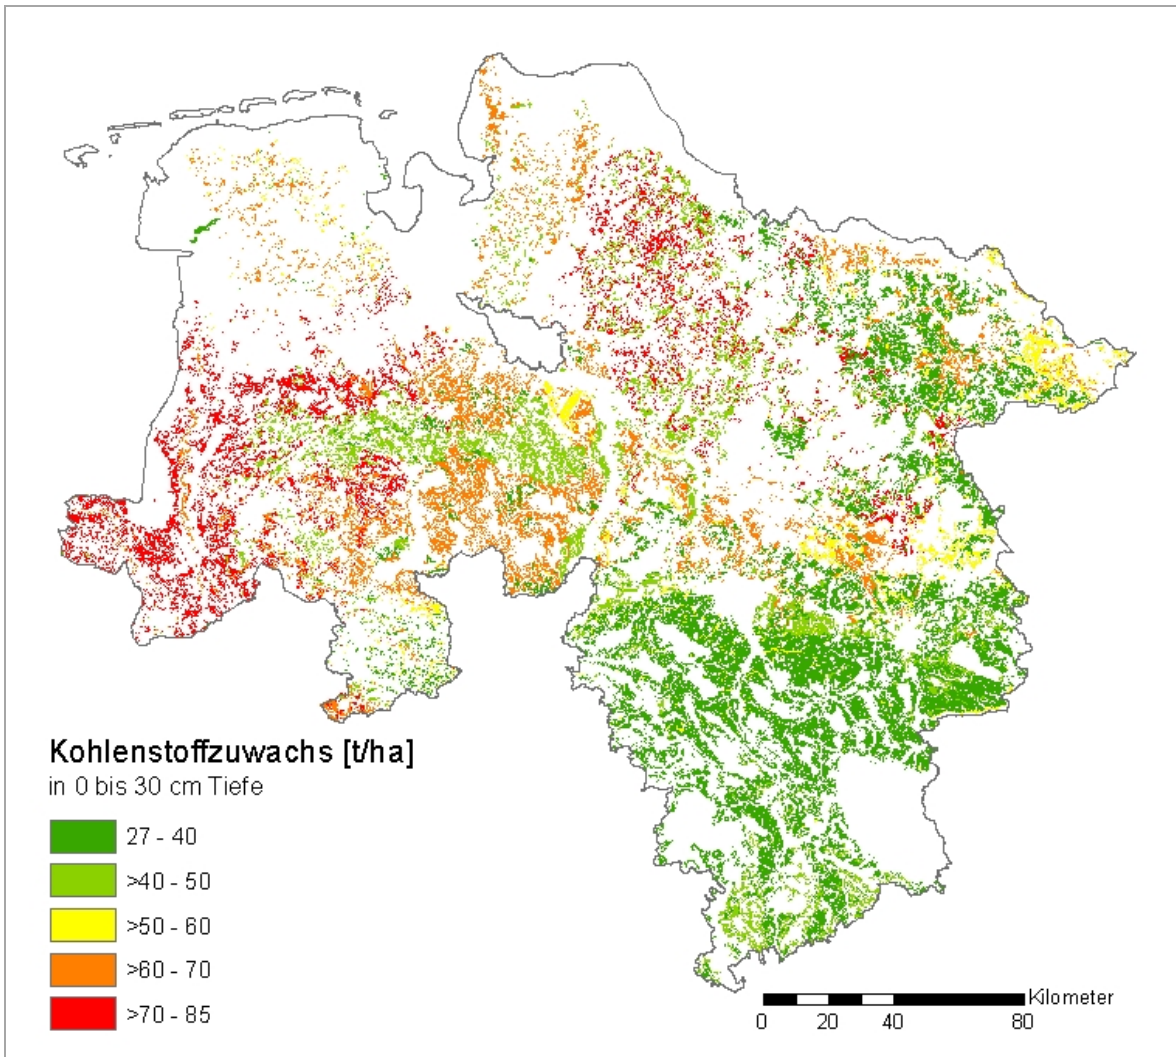 Kohlenstoffzuwachs [t/ha]
in 0 bis 30 cm Tiefe
27 - 40
>40 - 50
>50 - 60
>60 - 70
>70 - 85
Kilometer
0 20 40 80